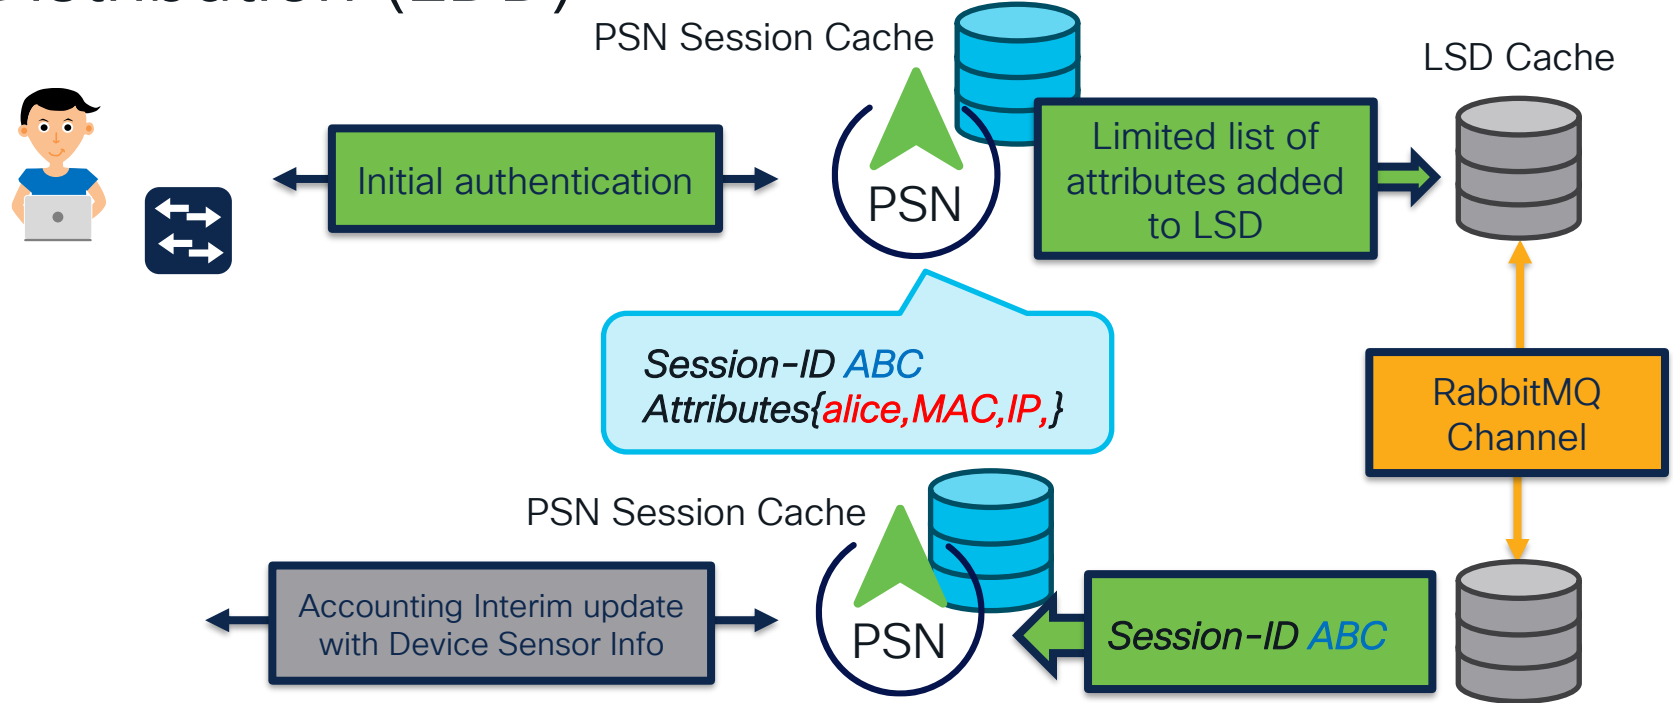 (LDD)
PSN Session Cache
LSD Cache
Initial authentication
PSN
Limited list of
attributes added
to LSD
Session-ID ABC
Attributes{alice,MAC,IP,}
RabbitMQ
Channel
PSN Session Cache
Accounting Interim update
with Device Sensor Info
PSN
Session-ID ABC